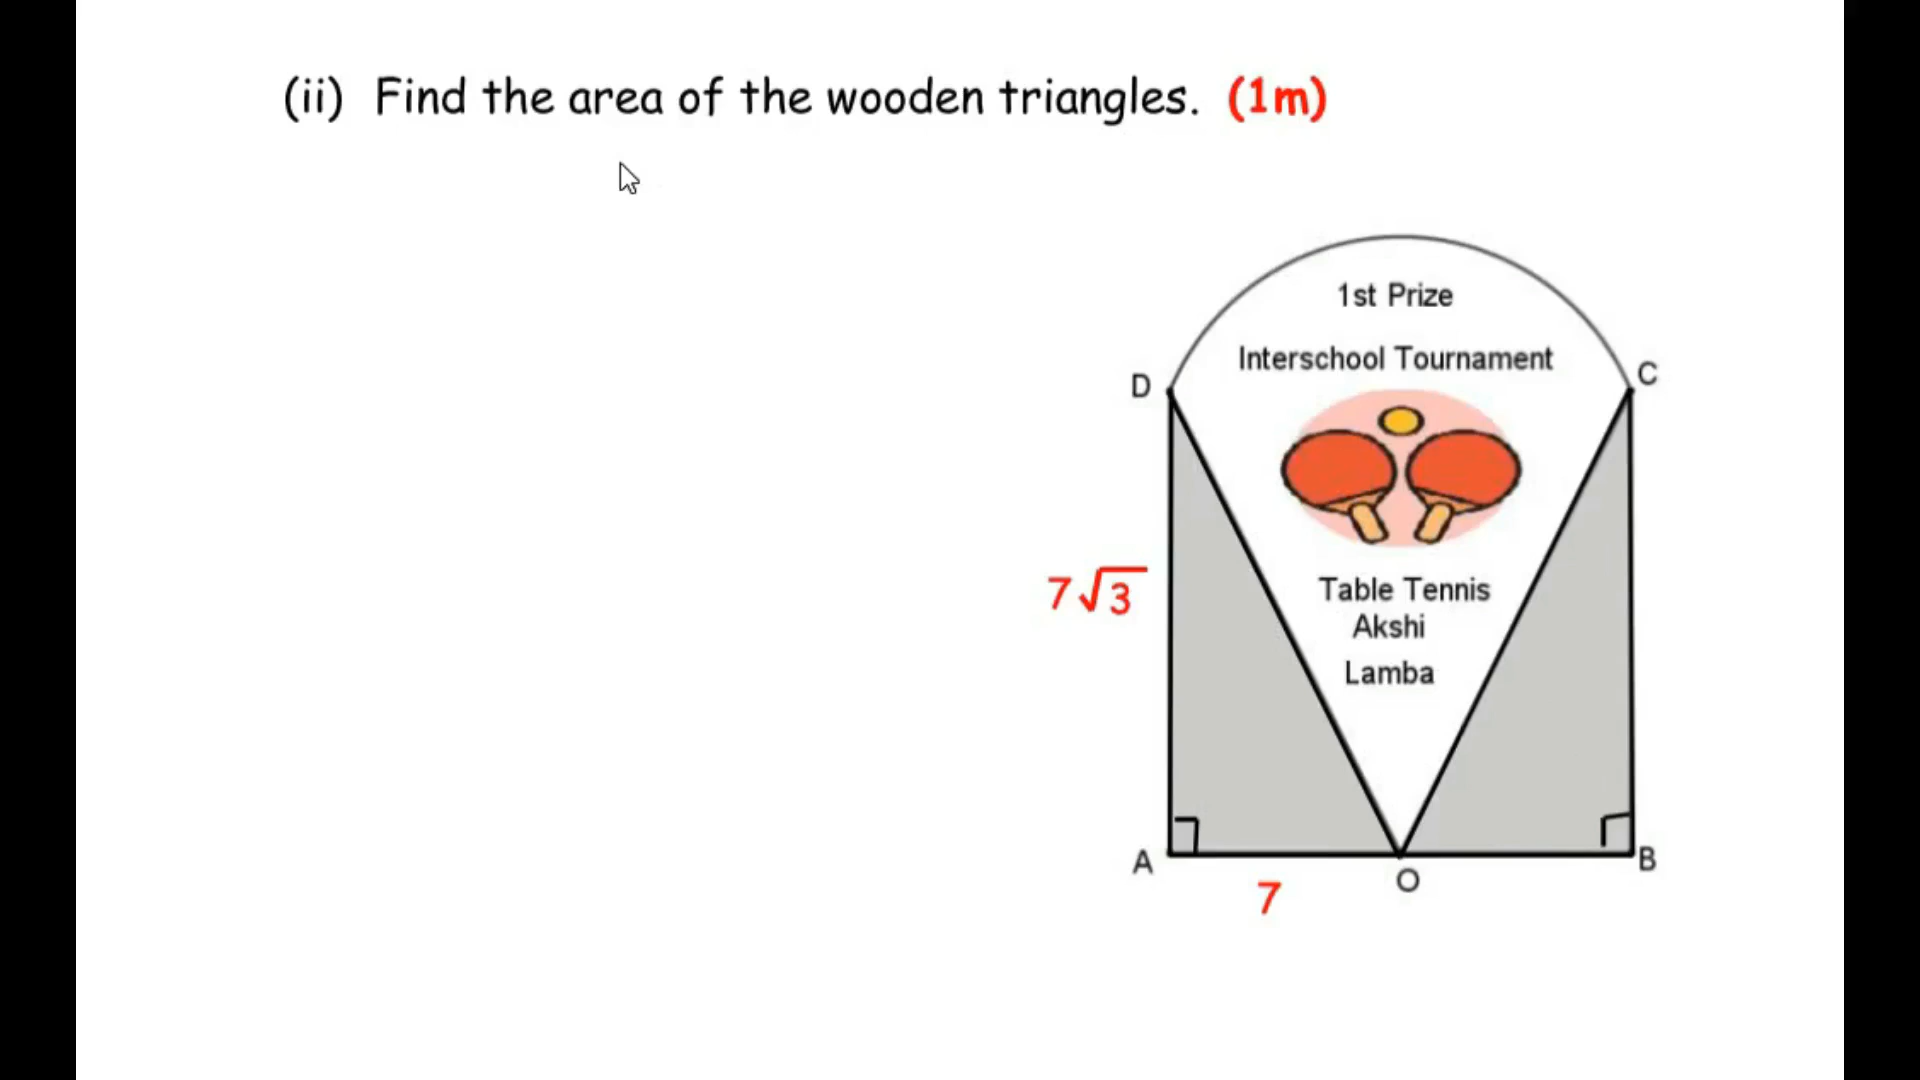 (ii) Find the area of the wooden triangles. (1m)
1st Prize
Interschool Tournament
D
C
7√3
Table Tennis
Akshi
Lamba
A
O
B
7